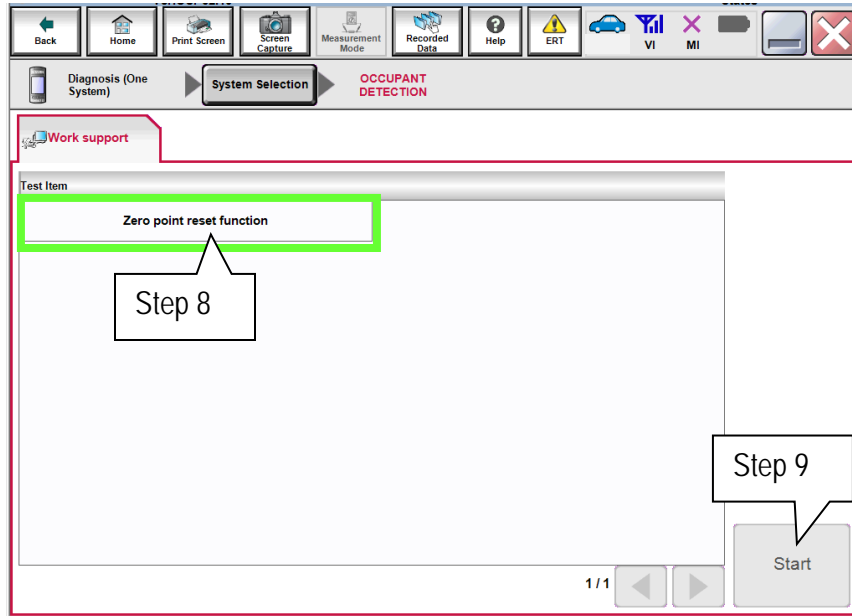 Back
Home
Print Screen
Screen
Capture
Measurement
Mode
Recorded
Data
Help
ERT
VI
MI
Diagnosis (One
System)
System Selection
OCCUPANT
DETECTION
Work support
Test Item
Zero point reset function
Step 8
Step 9
Start
1/1